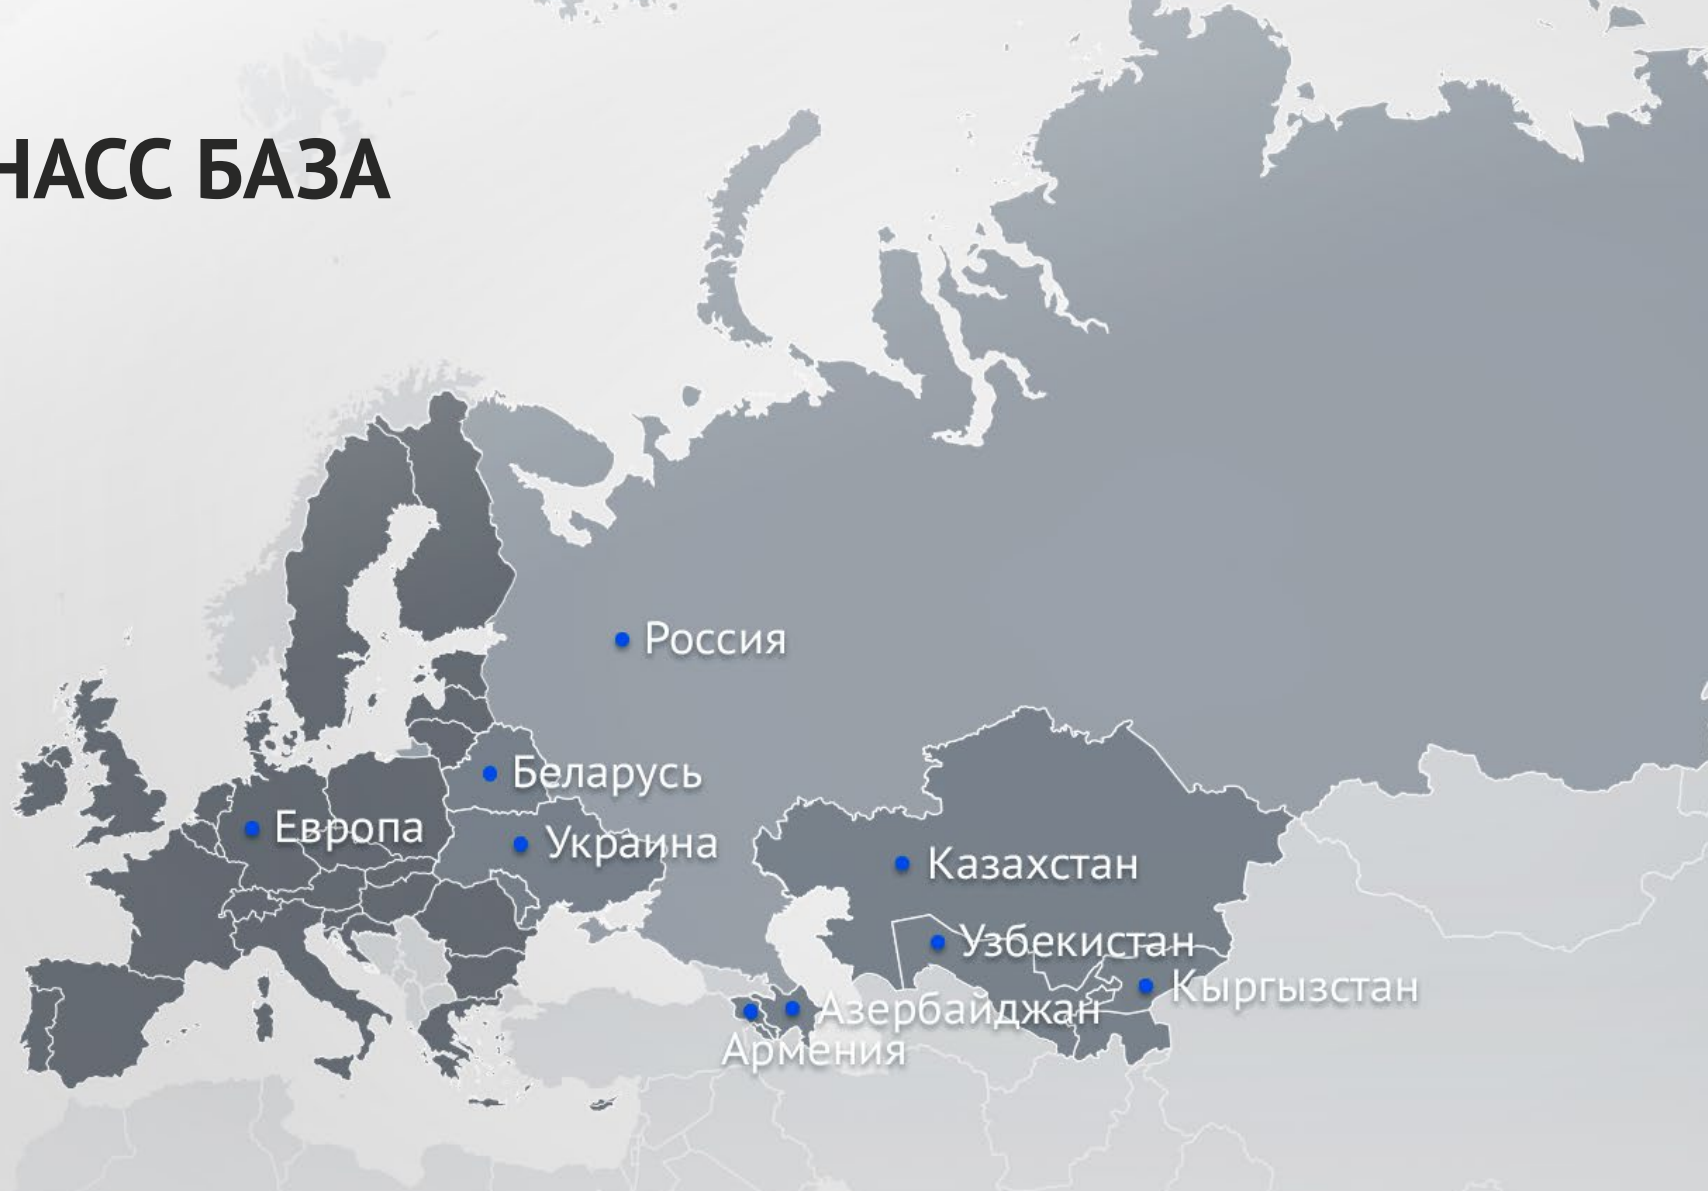 НАСС БАЗА
Россия
Беларусь
Европа
Украина
Казахстан
Узбекистан
Кыргызстан
Азербайджан
Армения